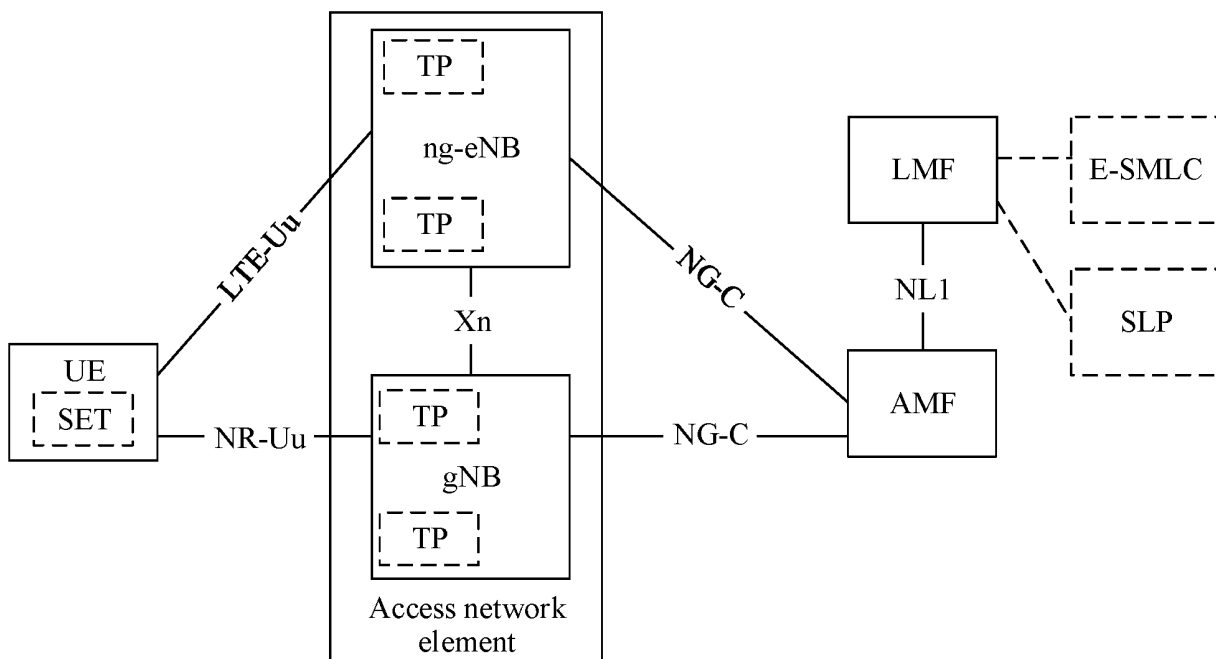 TP
ng-eNB
TP
LTE-Uu
Xn
NG-C
LMF
E-SMLC
NL1
SLP
UE
SET
NR-Uu
TP
gNB
TP
NG-C
AMF
Access network
element